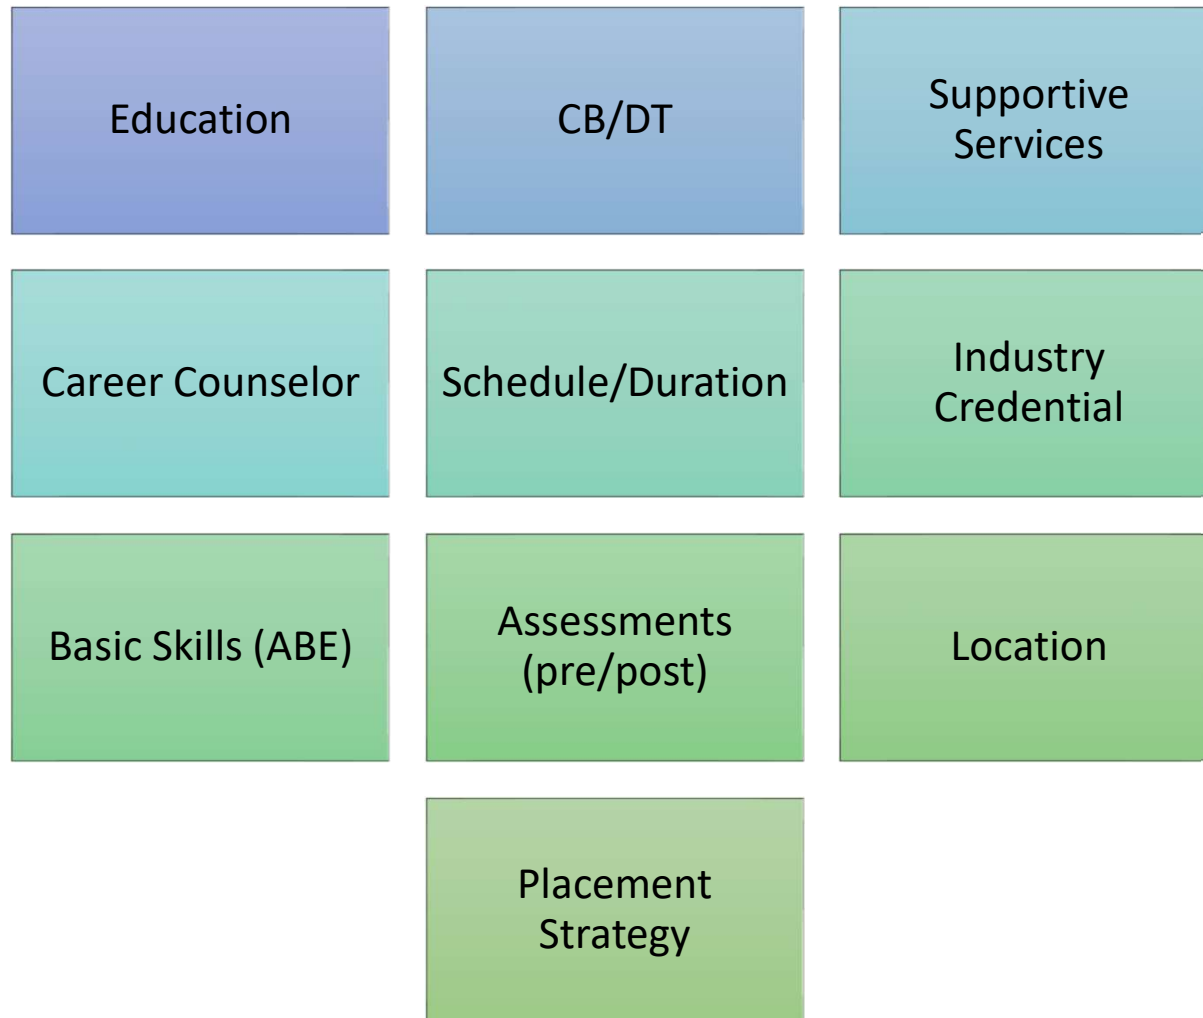 Education
CB/DT
Supportive
Services
Career Counselor
Schedule/Duration
Industry
Credential
Basic Skills (ABE)
Assessments
(pre/post)
Location
Placement
Strategy